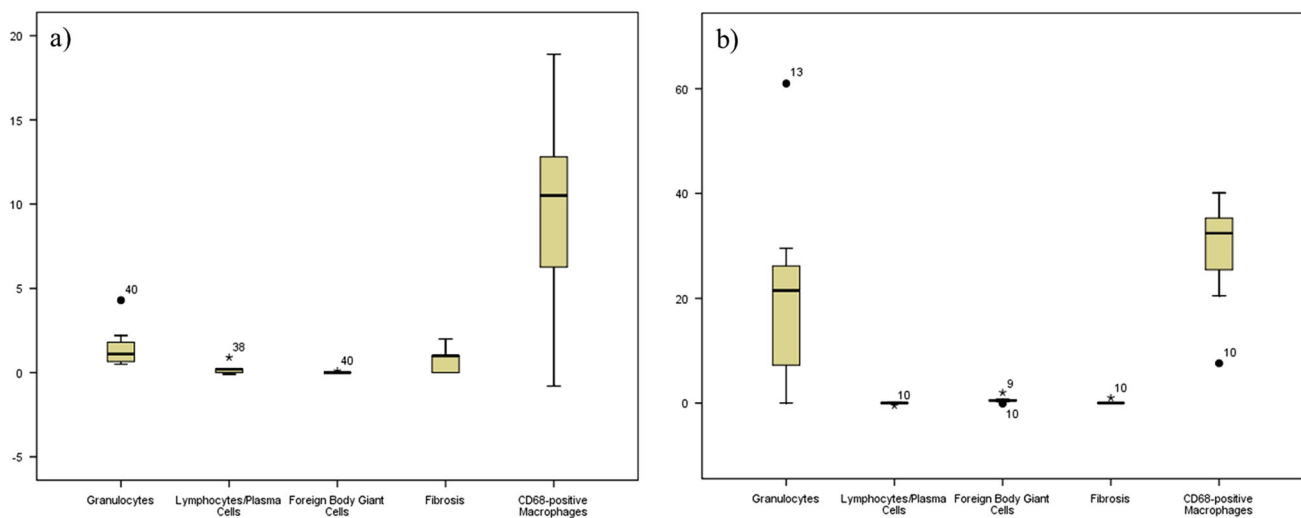 a)
20
15
10
5
0
-5
40
38
40
Granulocytes
Lymphocytes/Plasma
Cells
Foreign Body Giant
Cells
Fibrosis
CD68-positive
Macrophages
b)
60
40
20
0
13
10
9
10
10
10
Granulocytes
Lymphocytes/Plasma
Cells
Foreign Body Giant
Cells
Fibrosis
CD68-positive
Macrophages